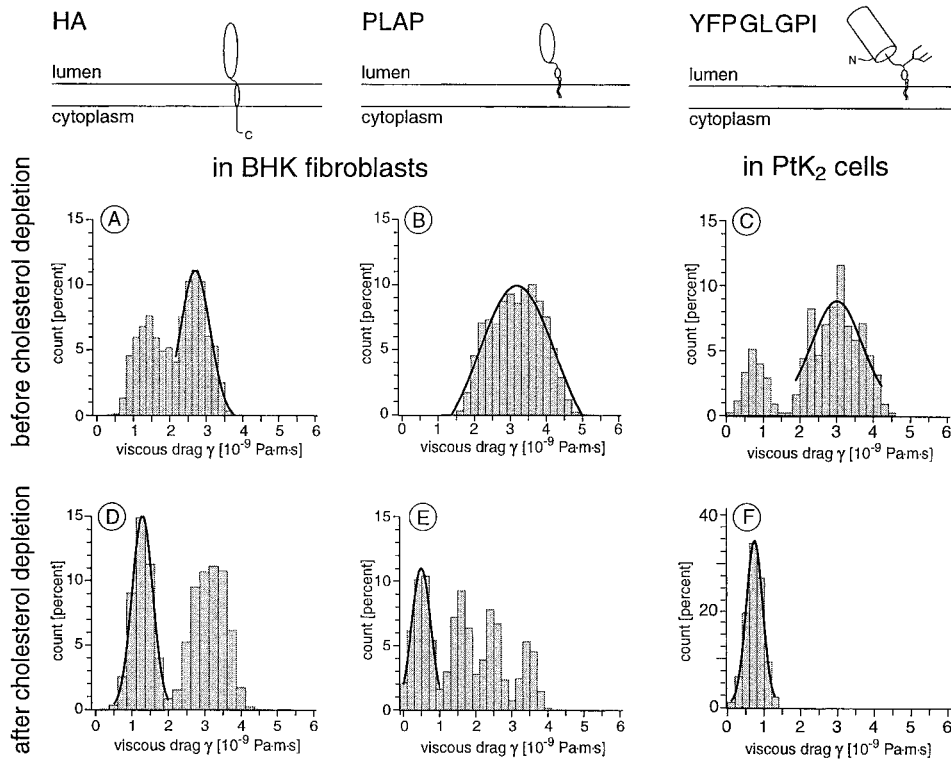 HA
PLAP
YFPGLGPI
lumen
cytoplasm
C
lumen
cytoplasm
N
lumen
cytoplasm
in BHK fibroblasts
in PtK2 cells
before cholesterol depletion
A
count [percent]
15
10
5
0
0 1 2 3 4 5 6
viscous drag γ [10⁻⁹ Pa·m·s]
B
count [percent]
15
10
5
0
0 1 2 3 4 5 6
viscous drag γ [10⁻⁹ Pa·m·s]
C
count [percent]
15
10
5
0
0 1 2 3 4 5 6
viscous drag γ [10⁻⁹ Pa·m·s]
after cholesterol depletion
D
count [percent]
15
10
5
0
0 1 2 3 4 5 6
viscous drag γ [10⁻⁹ Pa·m·s]
E
count [percent]
15
10
5
0
0 1 2 3 4 5 6
viscous drag γ [10⁻⁹ Pa·m·s]
F
count [percent]
40
20
0
0 1 2 3 4 5 6
viscous drag γ [10⁻⁹ Pa·m·s]